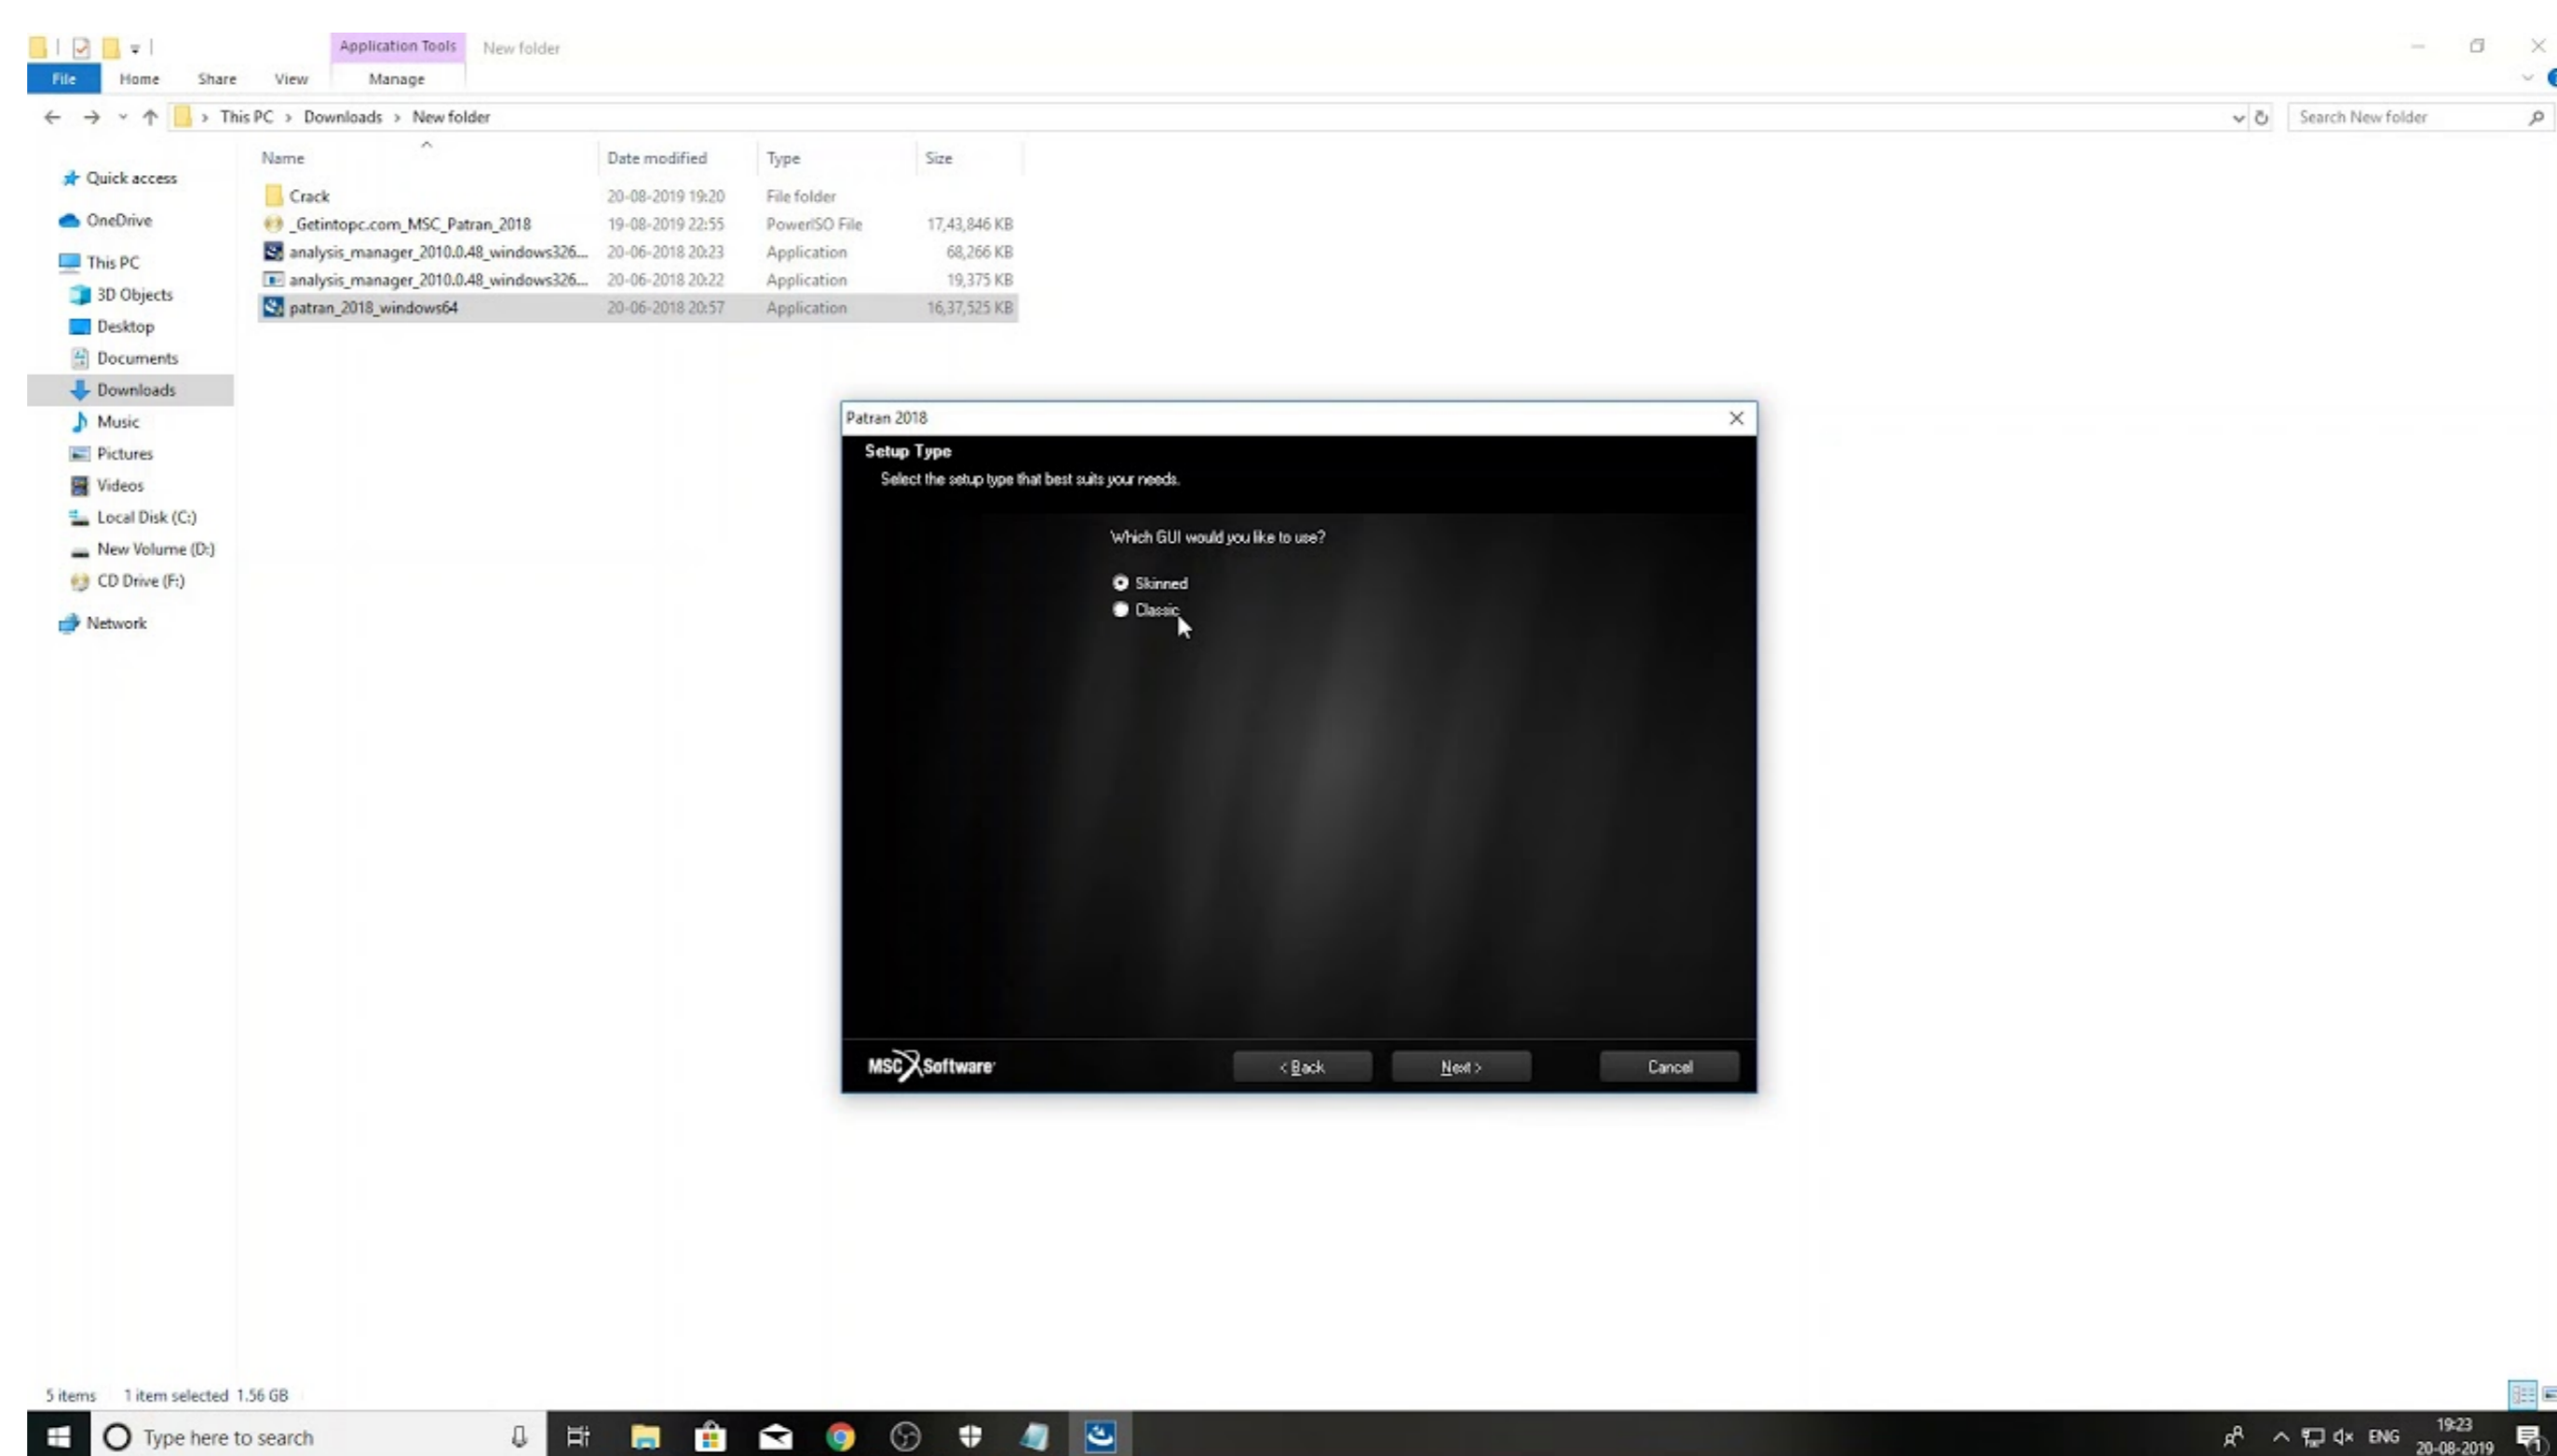 Application Tools New folder
File Home Share View Manage
This PC Downloads New folder
Search New folder
Name Date modified Type Size
Quick access
OneDrive
This PC
3D Objects
Desktop
Documents
Downloads
Music
Pictures
Videos
Local Disk (C:)
New Volume (D:)
CD Drive (F:)
Network
Crack 20-08-2019 19:20 File folder
_Getintopc.com_MSC_Patran_2018 19-08-2019 22:55 PowerISO File 17,43,846 KB
analysis_manager_2010.0.48_windows326... 20-06-2018 20:23 Application 68,266 KB
analysis_manager_2010.0.48_windows326... 20-06-2018 20:22 Application 19,375 KB
patran_2018_windows64 20-06-2018 20:57 Application 16,37,525 KB
Patran 2018
Setup Type
Select the setup type that best suits your needs.
Which GUI would you like to use?
Skinned
Classic
MSC Software
< Back Next > Cancel
5 items 1 item selected 1.56 GB
Type here to search
ENG
19:23
20-08-2019
1